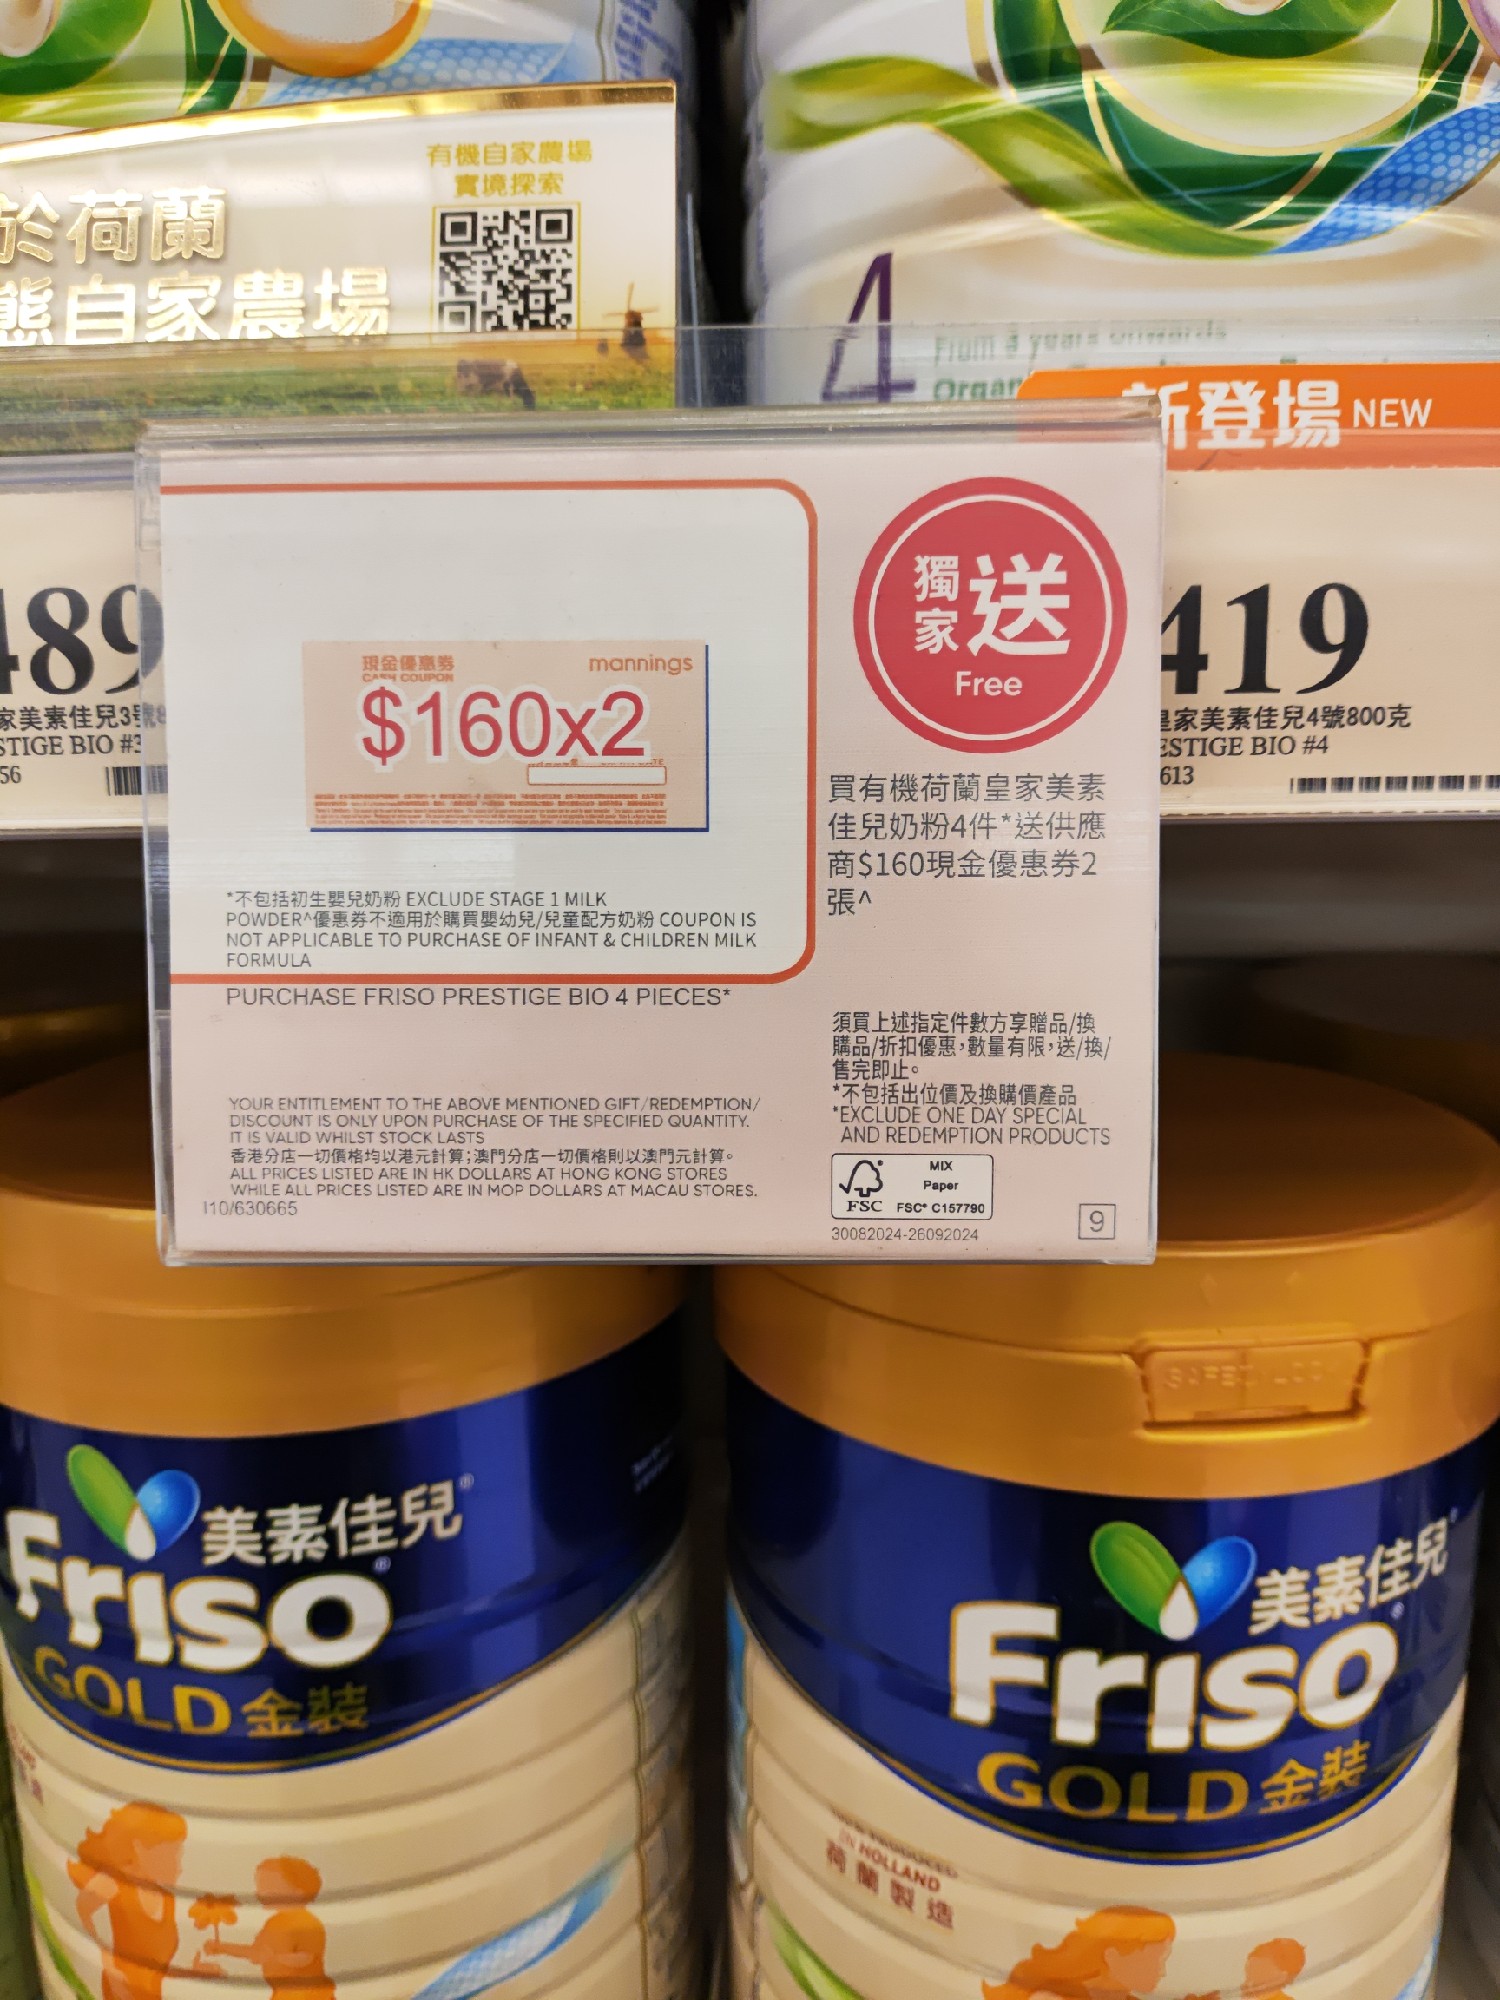 有機自家農場
實境探索
於荷蘭
熊自家農場
4
From 3 years onwards
新登場 NEW
489
家美素佳兒3號8
STIGE BIO #3
56
419
皇家美素佳兒4號800克
ESTIGE BIO #4
613
現金優惠券
CASH COUPON
mannings
$160x2
*不包括初生嬰兒奶粉 EXCLUDE STAGE 1 MILK
POWDER^優惠券不適用於購買嬰幼兒/兒童配方奶粉 COUPON IS
NOT APPLICABLE TO PURCHASE OF INFANT & CHILDREN MILK
FORMULA
PURCHASE FRISO PRESTIGE BIO 4 PIECES*
YOUR ENTITLEMENT TO THE ABOVE MENTIONED GIFT/REDEMPTION/
DISCOUNT IS ONLY UPON PURCHASE OF THE SPECIFIED QUANTITY.
IT IS VALID WHILST STOCK LASTS
香港分店一切價格均以港元計算;澳門分店一切價格則以澳門元計算。
ALL PRICES LISTED ARE IN HK DOLLARS AT HONG KONG STORES
WHILE ALL PRICES LISTED ARE IN MOP DOLLARS AT MACAU STORES.
I10/630665
獨家送
Free
買有機荷蘭皇家美素
佳兒奶粉4件*送供應
商$160現金優惠券2
張^
須買上述指定件數方享贈品/換
購品/折扣優惠,數量有限,送/換/
售完即止。
*不包括出位價及換購價產品
*EXCLUDE ONE DAY SPECIAL
AND REDEMPTION PRODUCTS
FSC
MIX
Paper
FSC® C157790
30082024-26092024
9
美素佳兒®
Friso®
GOLD 金裝
SAFETY LOCK
美素佳兒®
Friso®
GOLD 金裝
IN HOLLAND
荷蘭製造